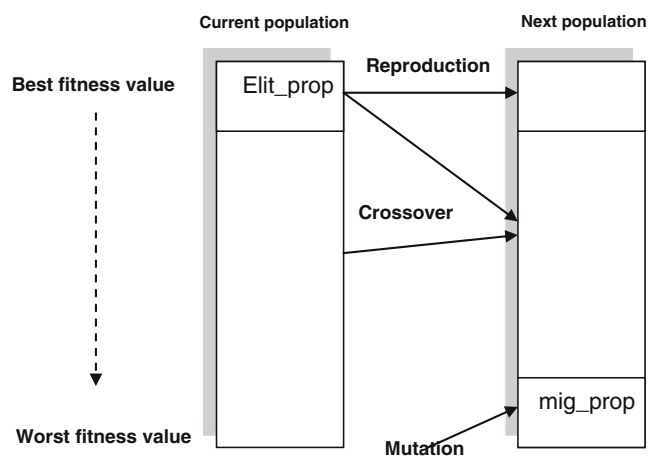 Current population
Next population
Reproduction
Best fitness value
Elit_prop
Crossover
mig_prop
Worst fitness value
Mutation